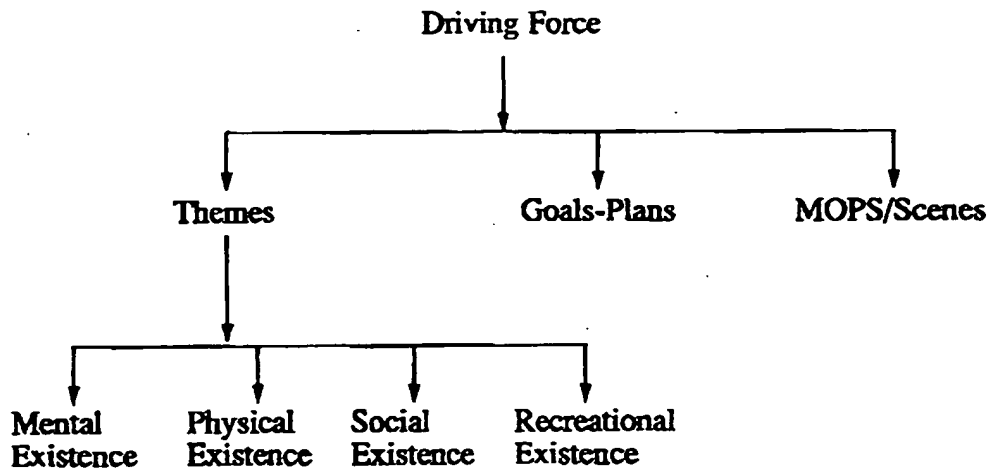 Driving Force
Themes
Goals-Plans
MOPS/Scenes
Mental
Existence
Physical
Existence
Social
Existence
Recreational
Existence